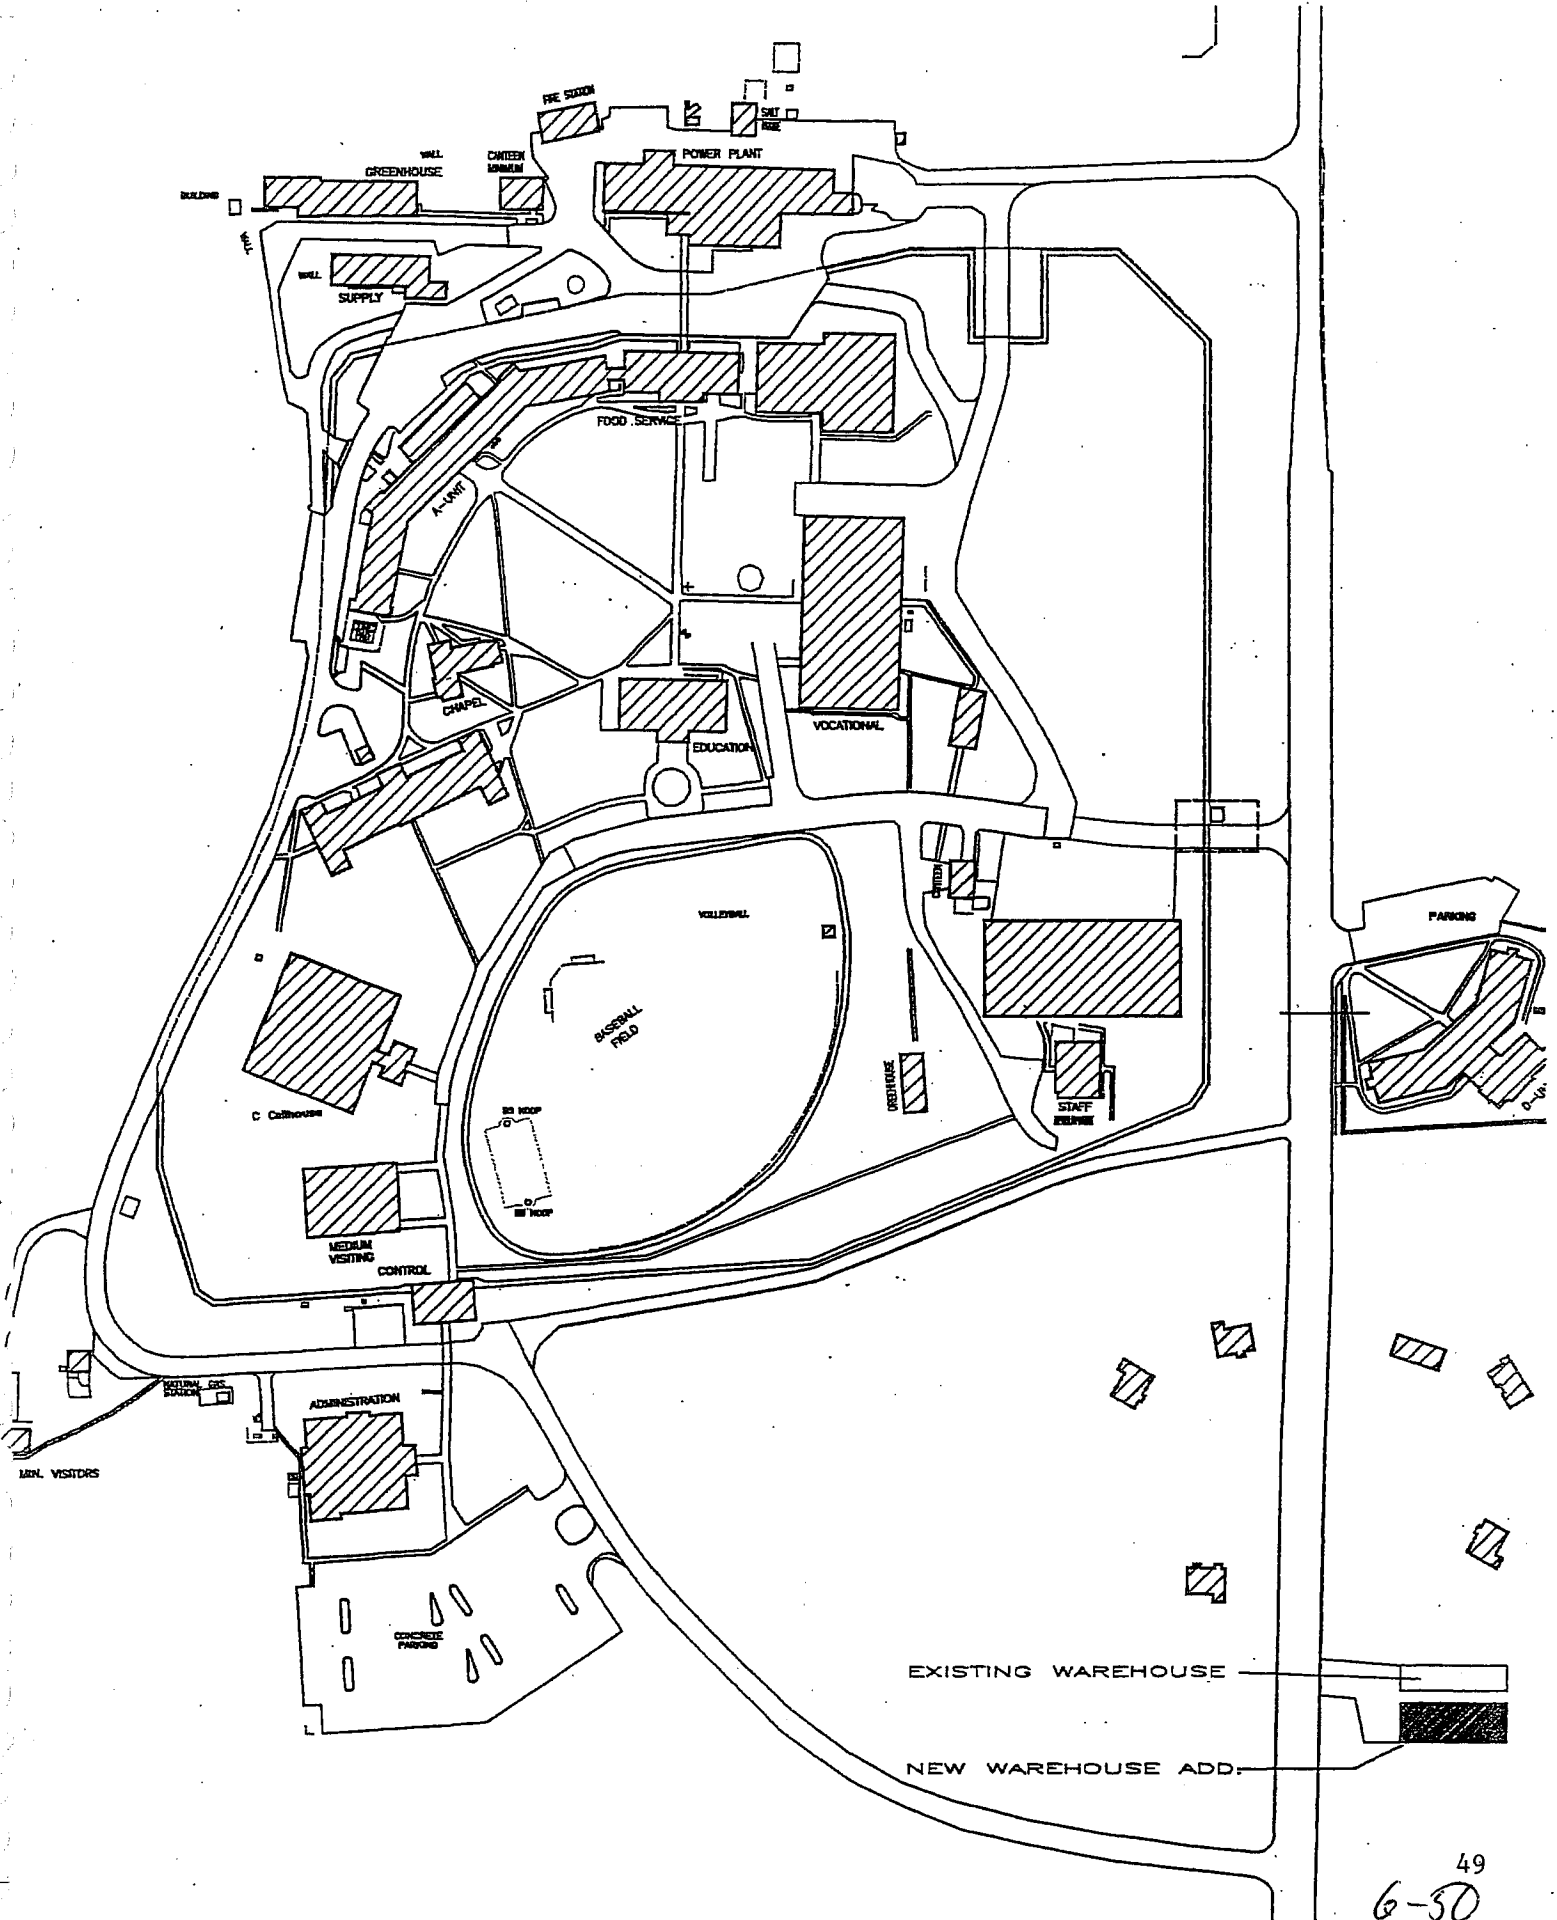 FIRE STATION
SALT
POWER PLANT
WALL
GREENHOUSE
CANTEEN
MINIMUM
BUILDING
WALL
SUPPLY
FOOD SERVICE
A-UNIT
CHAPEL
EDUCATION
VOCATIONAL
VOLLEYBALL
CANTEEN
PARKING
BASEBALL
FIELD
GREENHOUSE
C Cellhouse
STAFF
MEDIUM
VISITING
CONTROL
NATURAL GAS
STATION
ADMINISTRATION
MIN. VISITORS
CONCRETE
PARKING
EXISTING WAREHOUSE
NEW WAREHOUSE ADD.
49
6-50